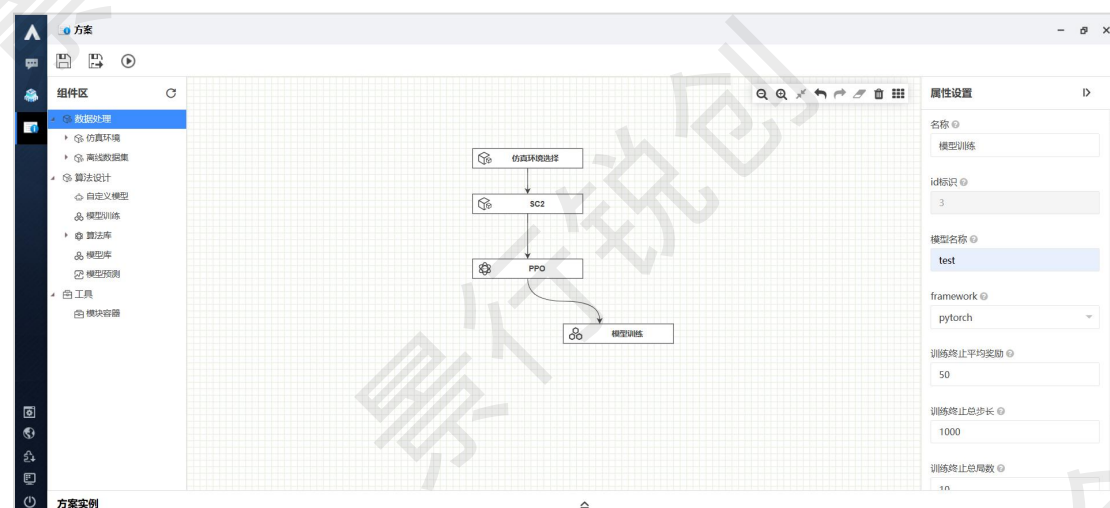 方案
组件区
数据处理
仿真环境
离线数据集
算法设计
自定义模型
模型训练
算法库
模型库
模型预测
工具
模块容器
仿真环境选择
SC2
PPO
模型训练
属性设置
名称
模型训练
id标识
3
模型名称
test
framework
pytorch
训练终止平均奖励
50
训练终止总步长
1000
训练终止总局数
10
方案实例
景行锐创